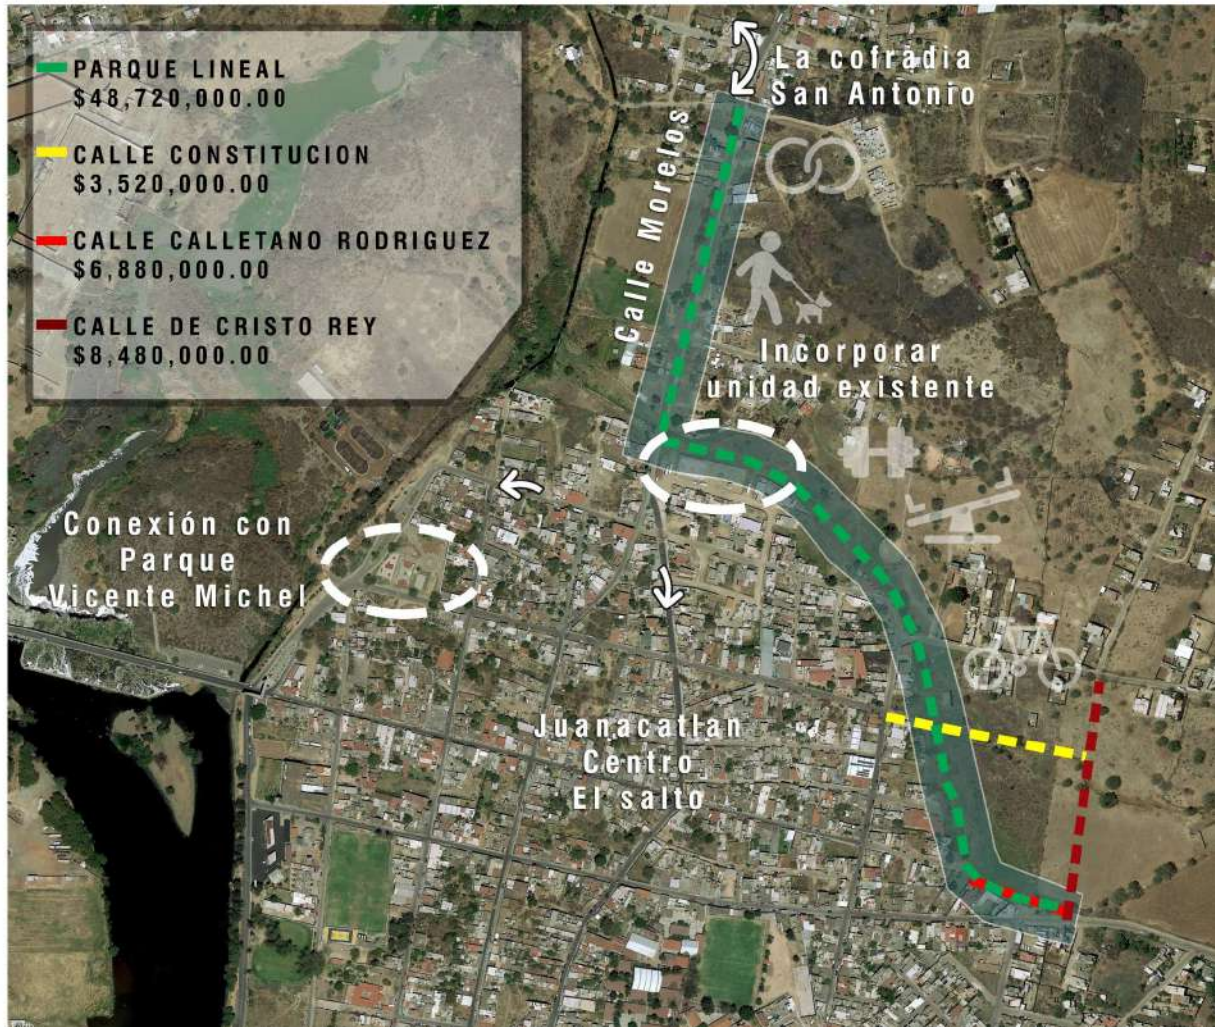 PARQUE LINEAL
$48,720,000.00
CALLE CONSTITUCION
$3,520,000.00
CALLE CALLETANO RODRIGUEZ
$6,880,000.00
CALLE DE CRISTO REY
$8,480,000.00
La cofradia
San Antonio
Calle Morelos
Incorporar
unidad existente
Conexión con
Parque
Vicente Michel
Juanacatlan
Centro
El salto